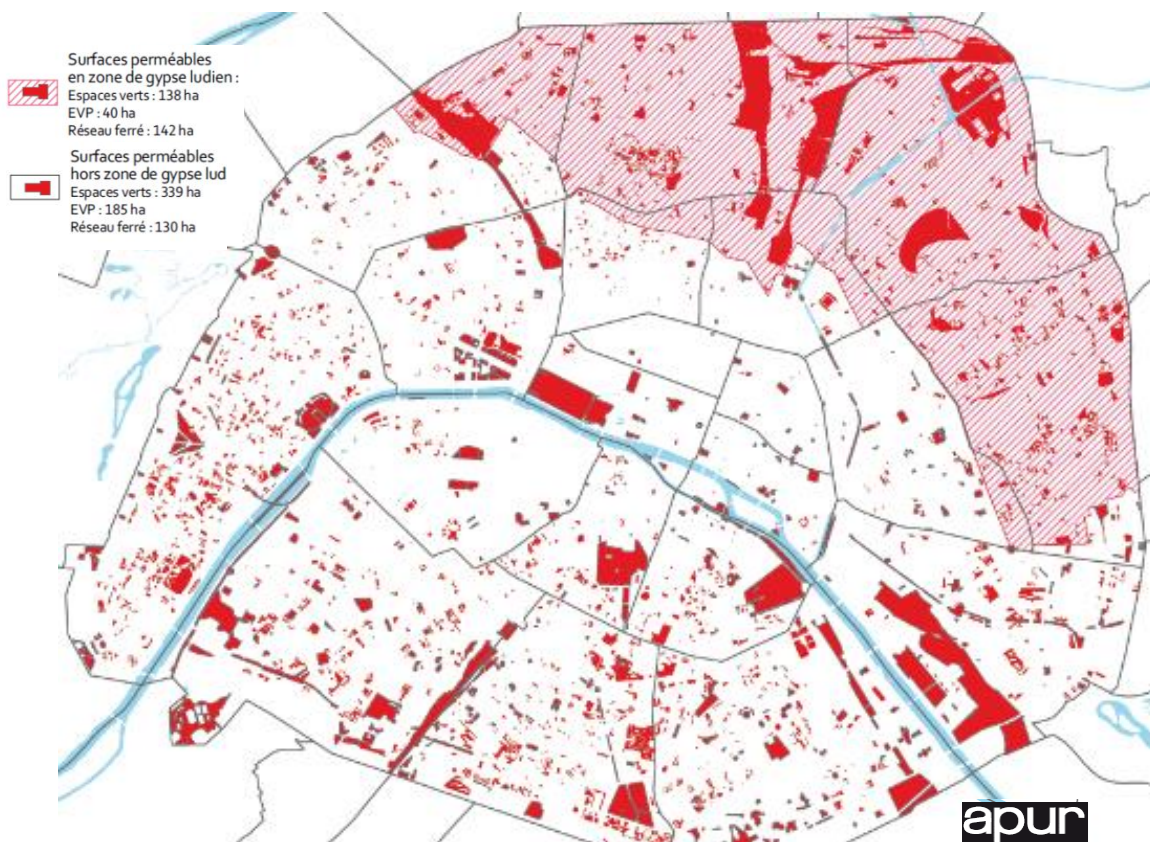 Surfaces perméables
en zone de gypse ludien :
Espaces verts : 138 ha
EVP : 40 ha
Réseau ferré : 142 ha
Surfaces perméables
hors zone de gypse lud
Espaces verts : 339 ha
EVP : 185 ha
Réseau ferré : 130 ha
apur